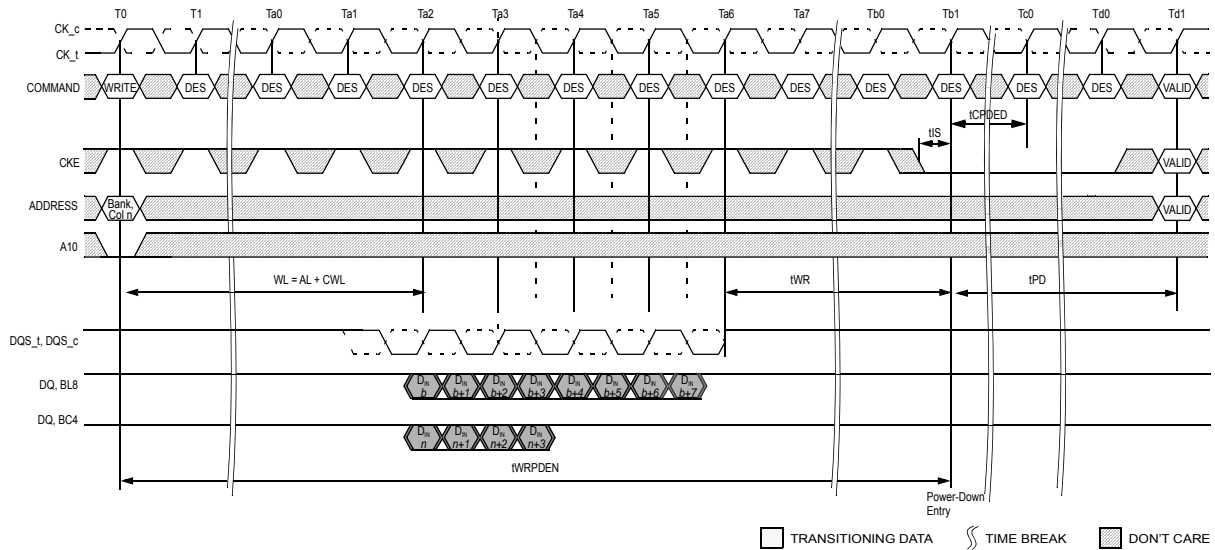 T0 T1 Ta0 Ta1 Ta2 Ta3 Ta4 Ta5 Ta6 Ta7 Tb0 Tb1 Tc0 Td0 Td1
CK_c
CK_t
COMMAND WRITE DES DES DES DES DES DES DES DES DES DES DES DES DES VALID
tCPDED
tIS
CKE VALID
ADDRESS Bank, Col n VALID
A10
WL = AL + CWL tWR tPD
DQS_t, DQS_c
DQ, BL8 DIN b DIN b+1 DIN b+2 DIN b+3 DIN b+4 DIN b+5 DIN b+6 DIN b+7
DQ, BC4 DIN n DIN n+1 DIN n+2 DIN n+3
tWRPDEN
Power-Down
Entry
TRANSITIONING DATA TIME BREAK DON'T CARE